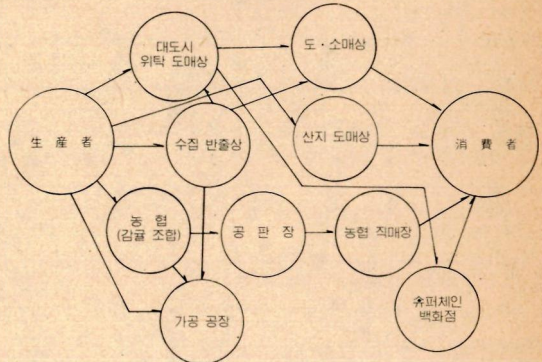 대도시
위탁 도매상
도·소매상
生 産 者
수집 반출상
산지 도매상
消 費 者
농 협
(감귤 조합)
공 판 장
농협 직매장
가공 공장
슈퍼체인
백화점